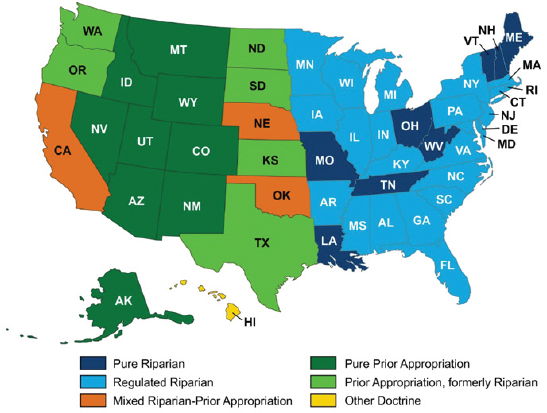 WA
OR
CA
MT
ID
NV
WY
UT
CO
AZ
NM
ND
SD
NE
KS
OK
TX
MN
WI
MI
IA
IL
IN
OH
MO
KY
WV
VA
TN
NC
AR
SC
MS
AL
GA
LA
FL
PA
NY
VT
NH
ME
MA
RI
CT
NJ
DE
MD
AK
HI
Pure Riparian
Regulated Riparian
Mixed Riparian-Prior Appropriation
Pure Prior Appropriation
Prior Appropriation, formerly Riparian
Other Doctrine